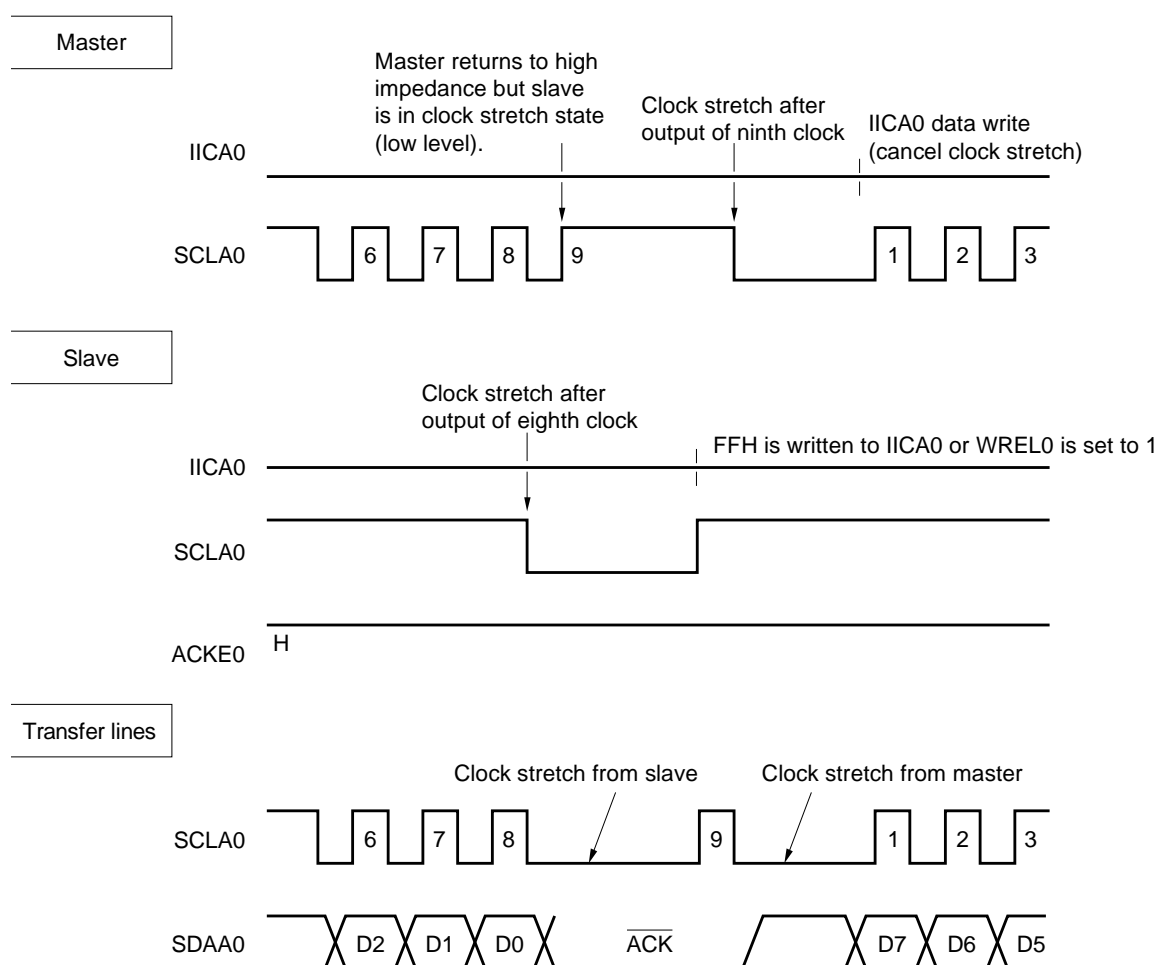 Master
Master returns to high
impedance but slave
is in clock stretch state
(low level).
Clock stretch after
output of ninth clock
IICA0 data write
(cancel clock stretch)
IICA0
SCLA0
6 7 8 9 1 2 3
Slave
Clock stretch after
output of eighth clock
FFH is written to IICA0 or WREL0 is set to 1
IICA0
SCLA0
H
ACKE0
Transfer lines
Clock stretch from slave
Clock stretch from master
SCLA0
6 7 8 9 1 2 3
SDAA0
D2 D1 D0 ACK D7 D6 D5